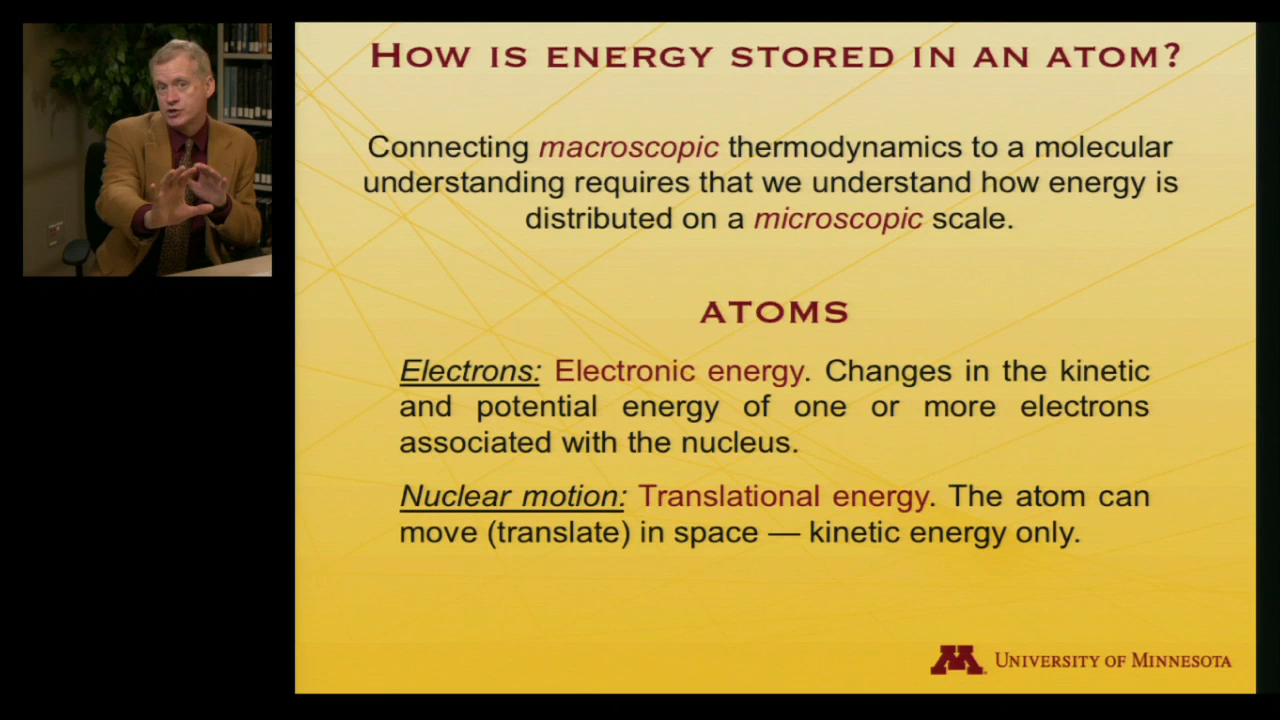 HOW IS ENERGY STORED IN AN ATOM?
Connecting macroscopic thermodynamics to a molecular
understanding requires that we understand how energy is
distributed on a microscopic scale.
ATOMS
Electrons: Electronic energy. Changes in the kinetic
and potential energy of one or more electrons
associated with the nucleus.
Nuclear motion: Translational energy. The atom can
move (translate) in space — kinetic energy only.
M UNIVERSITY OF MINNESOTA